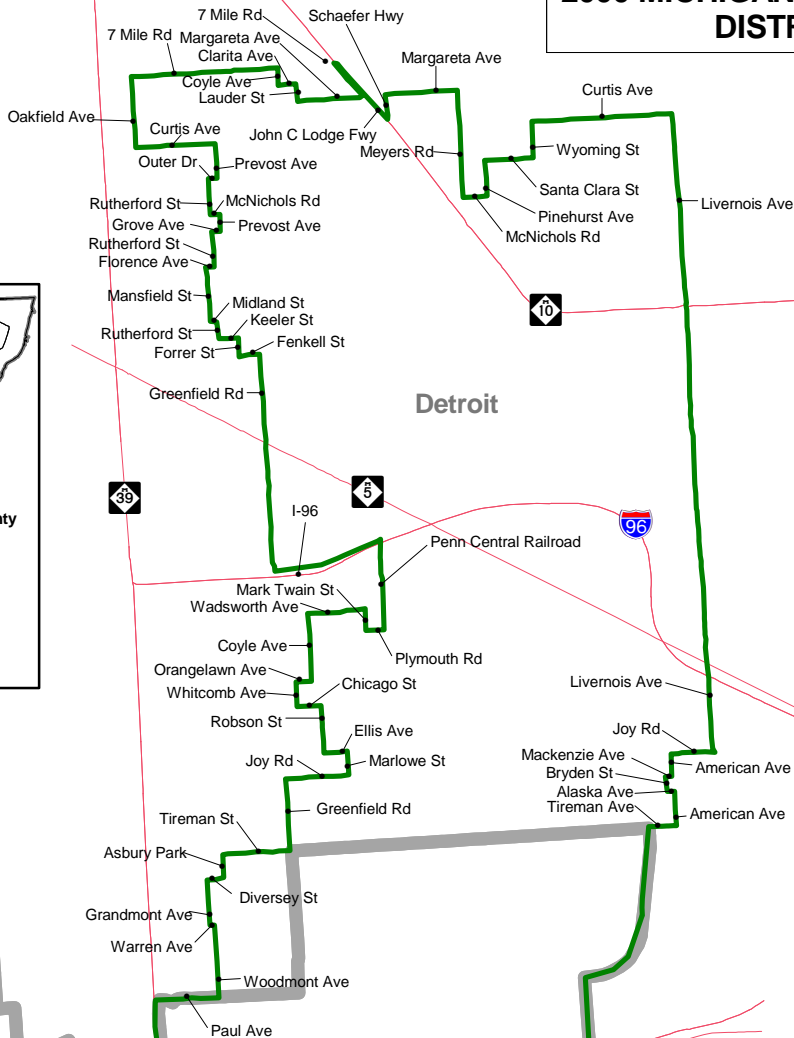 2000 MICHIGAN
DISTR
7 Mile Rd
Schaefer Hwy
7 Mile Rd
Margareta Ave
Clarita Ave
Margareta Ave
Coyle Ave
Lauder St
Curtis Ave
Oakfield Ave
Curtis Ave
John C Lodge Fwy
Meyers Rd
Wyoming St
Outer Dr
Prevost Ave
Santa Clara St
Rutherford St
McNichols Rd
Livernois Ave
Pinehurst Ave
Grove Ave
Prevost Ave
McNichols Rd
Rutherford St
Florence Ave
Mansfield St
Midland St
M
10
Keeler St
Rutherford St
Forrer St
Fenkell St
Greenfield Rd
Detroit
M
39
M
5
nty
I-96
96
Penn Central Railroad
Mark Twain St
Wadsworth Ave
Coyle Ave
Plymouth Rd
Orangelawn Ave
Chicago St
Livernois Ave
Whitcomb Ave
Robson St
Ellis Ave
Joy Rd
Joy Rd
Marlowe St
Mackenzie Ave
American Ave
Bryden St
Alaska Ave
Greenfield Rd
Tireman Ave
American Ave
Tireman St
Asbury Park
Diversey St
Grandmont Ave
Warren Ave
Woodmont Ave
Paul Ave